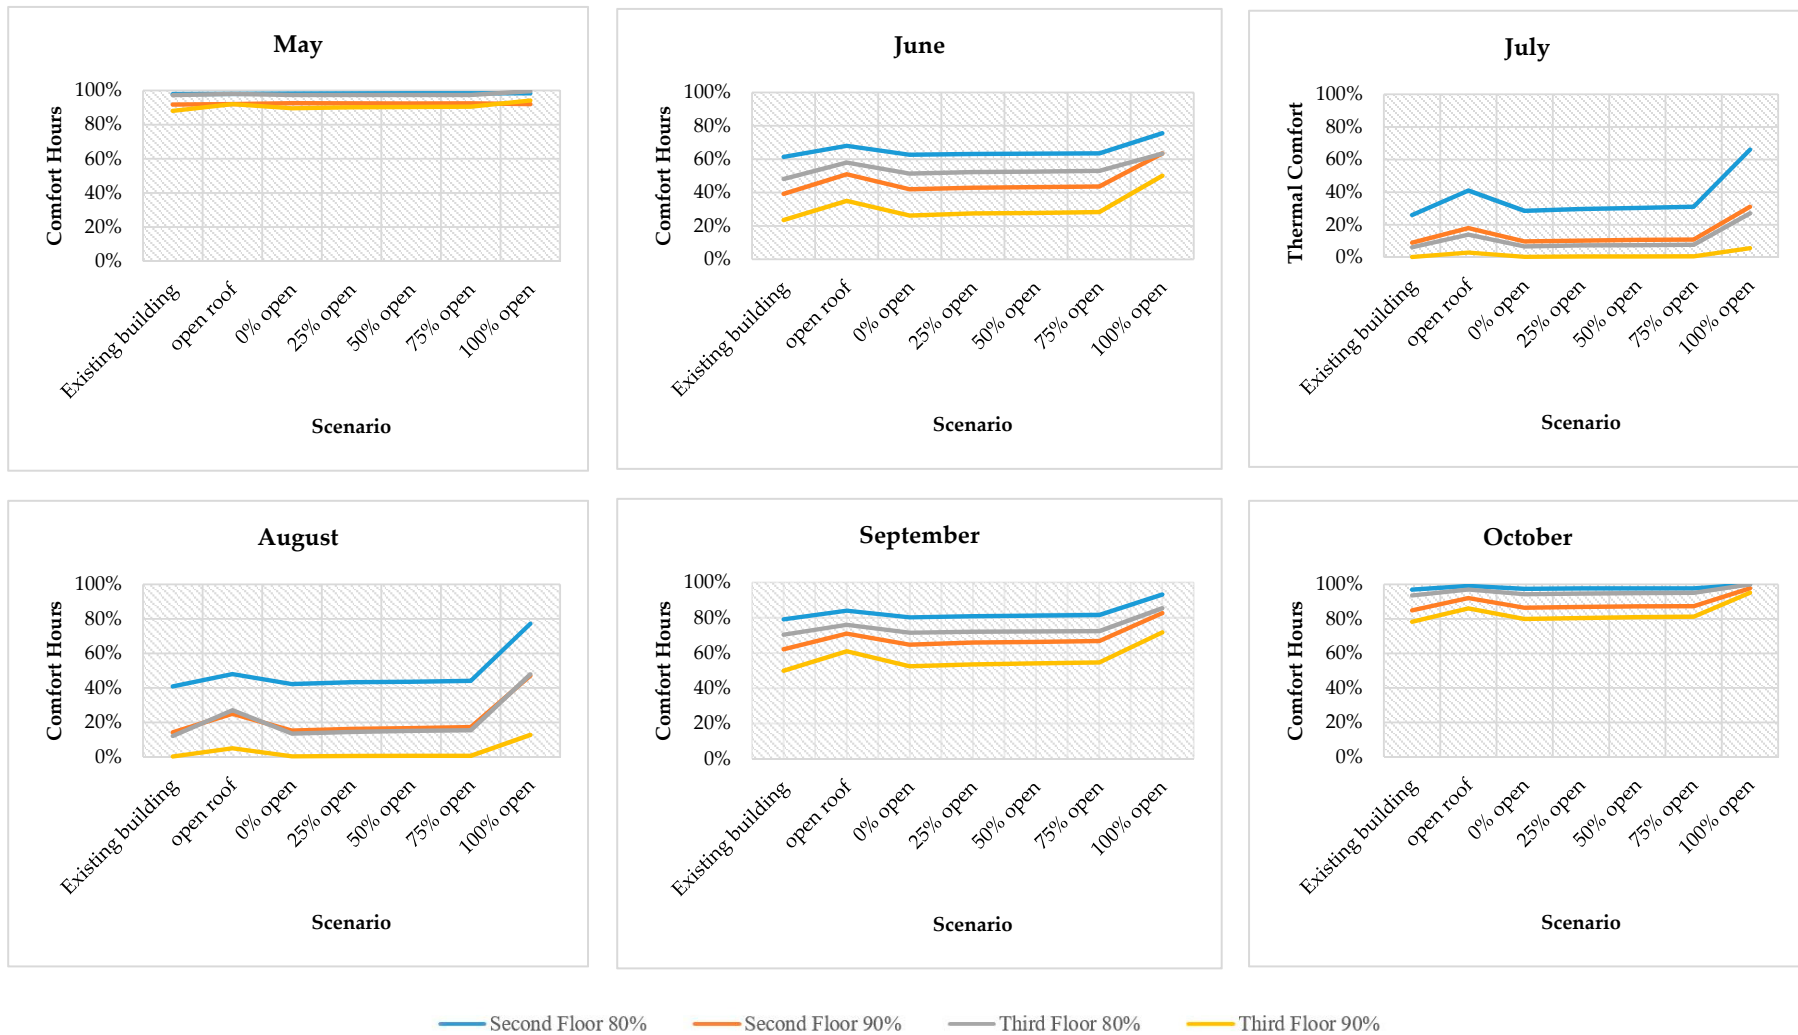 May
Comfort Hours
100%
80%
60%
40%
20%
0%
Existing building
open roof
0% open
25% open
50% open
75% open
100% open
Scenario
June
Comfort Hours
100%
80%
60%
40%
20%
0%
Existing building
open roof
0% open
25% open
50% open
75% open
100% open
Scenario
July
Thermal Comfort
100%
80%
60%
40%
20%
0%
Existing building
open roof
0% open
25% open
50% open
75% open
100% open
Scenario
August
Comfort Hours
100%
80%
60%
40%
20%
0%
Existing building
open roof
0% open
25% open
50% open
75% open
100% open
Scenario
September
Comfort Hours
100%
80%
60%
40%
20%
0%
Existing building
open roof
0% open
25% open
50% open
75% open
100% open
Scenario
October
Comfort Hours
100%
80%
60%
40%
20%
0%
Existing building
open roof
0% open
25% open
50% open
75% open
100% open
Scenario
Second Floor 80% Second Floor 90% Third Floor 80% Third Floor 90%